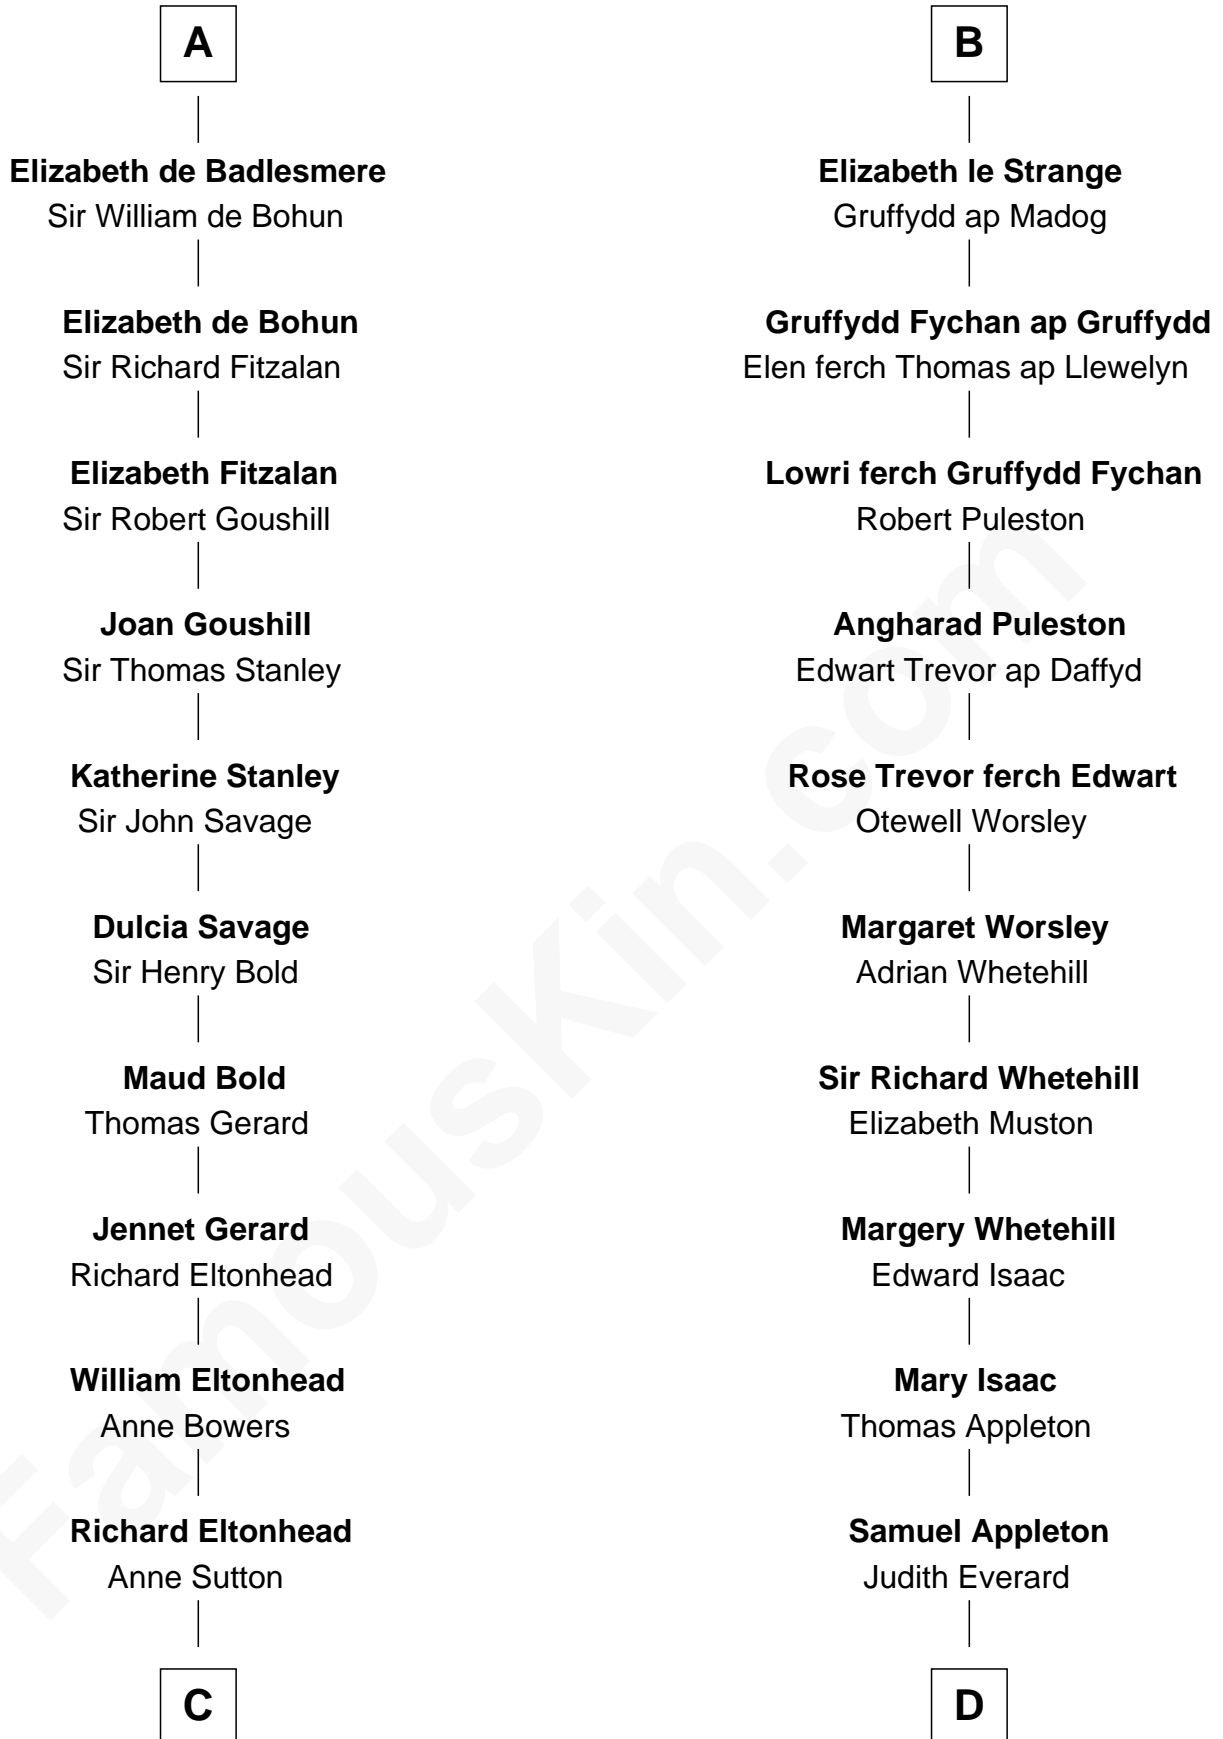 A
Elizabeth de Badlesmere
Sir William de Bohun
Elizabeth de Bohun
Sir Richard Fitzalan
Elizabeth Fitzalan
Sir Robert Goushill
Joan Goushill
Sir Thomas Stanley
Katherine Stanley
Sir John Savage
Dulcia Savage
Sir Henry Bold
Maud Bold
Thomas Gerard
Jennet Gerard
Richard Eltonhead
William Eltonhead
Anne Bowers
Richard Eltonhead
Anne Sutton
C
B
Elizabeth le Strange
Gruffydd ap Madog
Gruffydd Fychan ap Gruffydd
Elen ferch Thomas ap Llewelyn
Lowri ferch Gruffydd Fychan
Robert Puleston
Angharad Puleston
Edwart Trevor ap Daffyd
Rose Trevor ferch Edwart
Otewell Worsley
Margaret Worsley
Adrian Whetehill
Sir Richard Whetehill
Elizabeth Muston
Margery Whetehill
Edward Isaac
Mary Isaac
Thomas Appleton
Samuel Appleton
Judith Everard
D
FamousKin.com